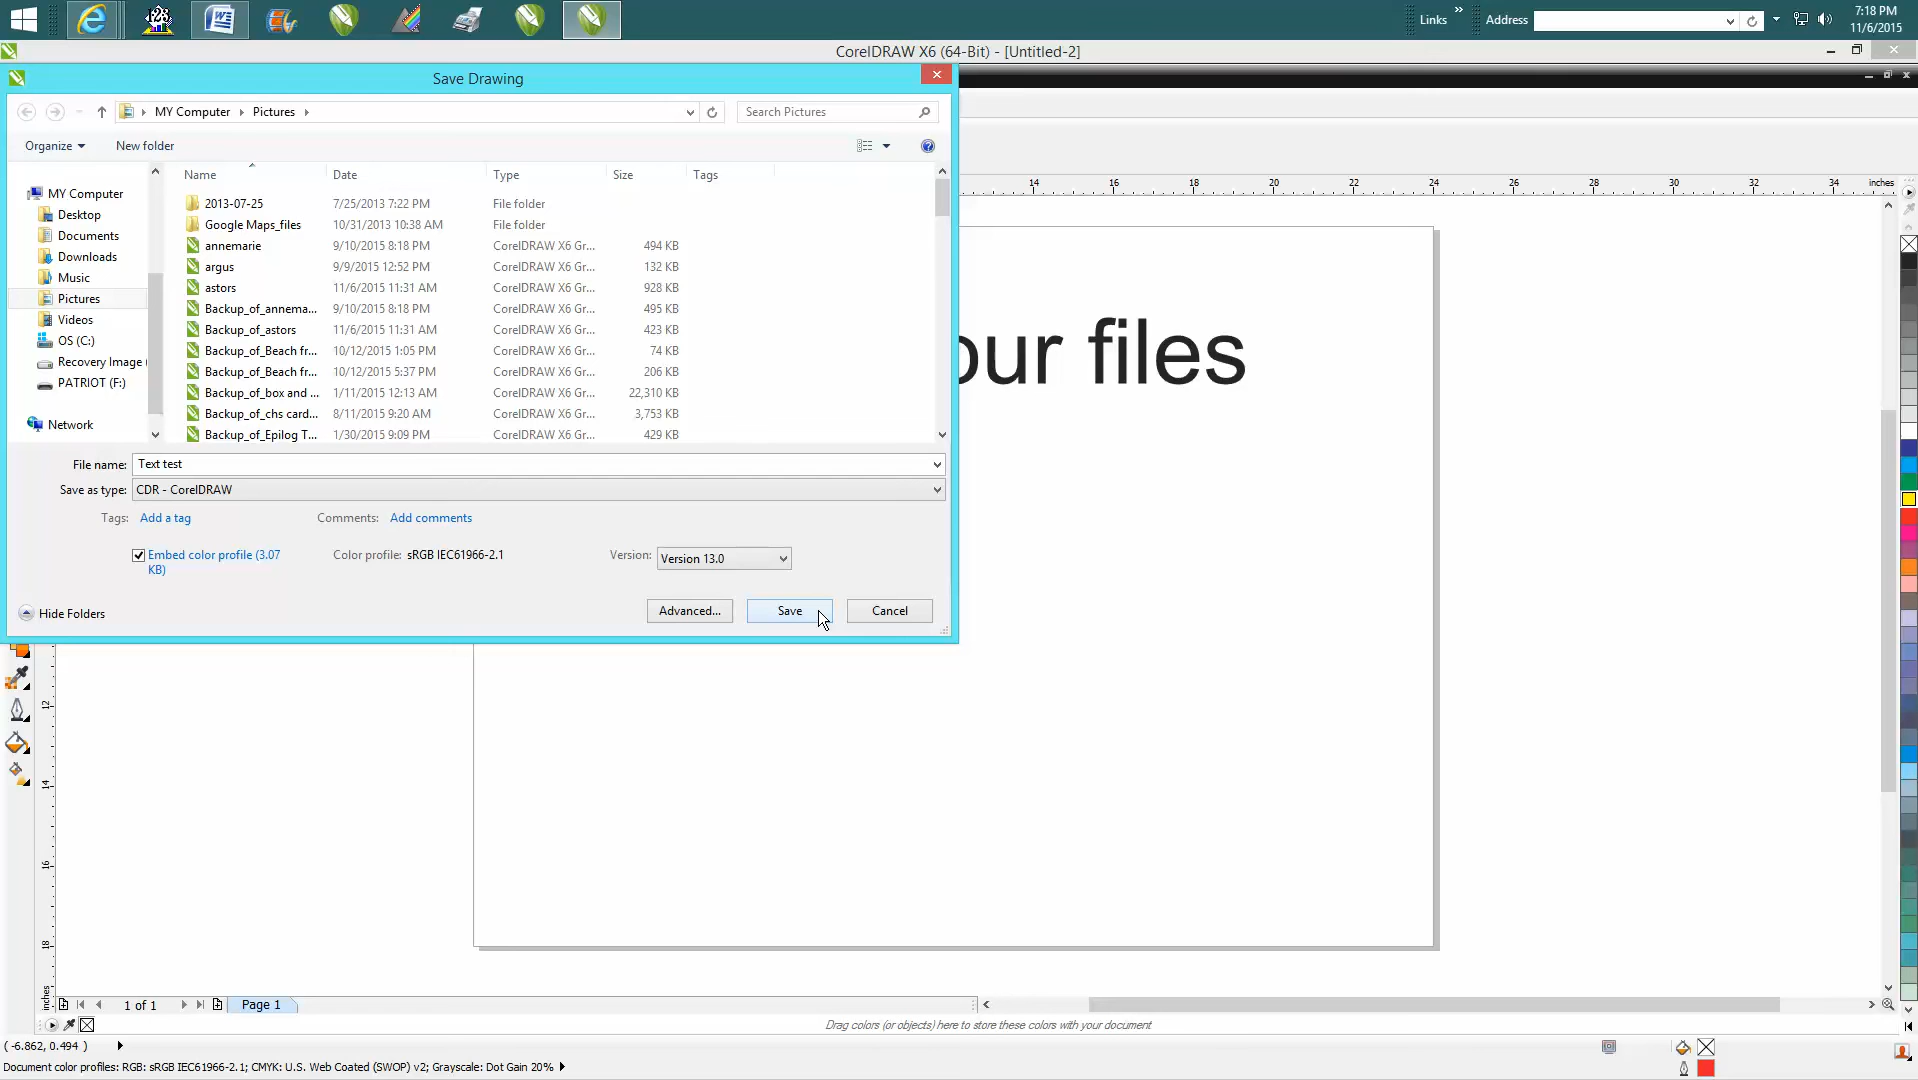 Links » Address 7:18 PM
11/6/2015
CorelDRAW X6 (64-Bit) - [Untitled-2]
Save Drawing
MY Computer Pictures Search Pictures
Organize New folder
Name Date Type Size Tags
MY Computer
Desktop
Documents
Downloads
Music
Pictures
Videos
OS (C:)
Recovery Image (
PATRIOT (F:)
Network
2013-07-25 7/25/2013 7:22 PM File folder
Google Maps_files 10/31/2013 10:38 AM File folder
annemarie 9/10/2015 8:18 PM CorelDRAW X6 Gr... 494 KB
argus 9/9/2015 12:52 PM CorelDRAW X6 Gr... 132 KB
astors 11/6/2015 11:31 AM CorelDRAW X6 Gr... 928 KB
Backup_of_annema... 9/10/2015 8:18 PM CorelDRAW X6 Gr... 495 KB
Backup_of_astors 11/6/2015 11:31 AM CorelDRAW X6 Gr... 423 KB
Backup_of_Beach fr... 10/12/2015 1:05 PM CorelDRAW X6 Gr... 74 KB
Backup_of_Beach fr... 10/12/2015 5:37 PM CorelDRAW X6 Gr... 206 KB
Backup_of_box and ... 1/11/2015 12:13 AM CorelDRAW X6 Gr... 22,310 KB
Backup_of_chs card... 8/11/2015 9:20 AM CorelDRAW X6 Gr... 3,753 KB
Backup_of_Epilog T... 1/30/2015 9:09 PM CorelDRAW X6 Gr... 429 KB
File name: Text test
Save as type: CDR - CorelDRAW
Tags: Add a tag Comments: Add comments
Embed color profile (3.07
KB) Color profile: sRGB IEC61966-2.1 Version: Version 13.0
Hide Folders Advanced... Save Cancel
14 16 18 20 22 24 26 28 30 32 34 inches
our files
12
14
16
18
inches
1 of 1 Page 1
Drag colors (or objects) here to store these colors with your document
( -6.862, 0.494 )
Document color profiles: RGB: sRGB IEC61966-2.1; CMYK: U.S. Web Coated (SWOP) v2; Grayscale: Dot Gain 20%